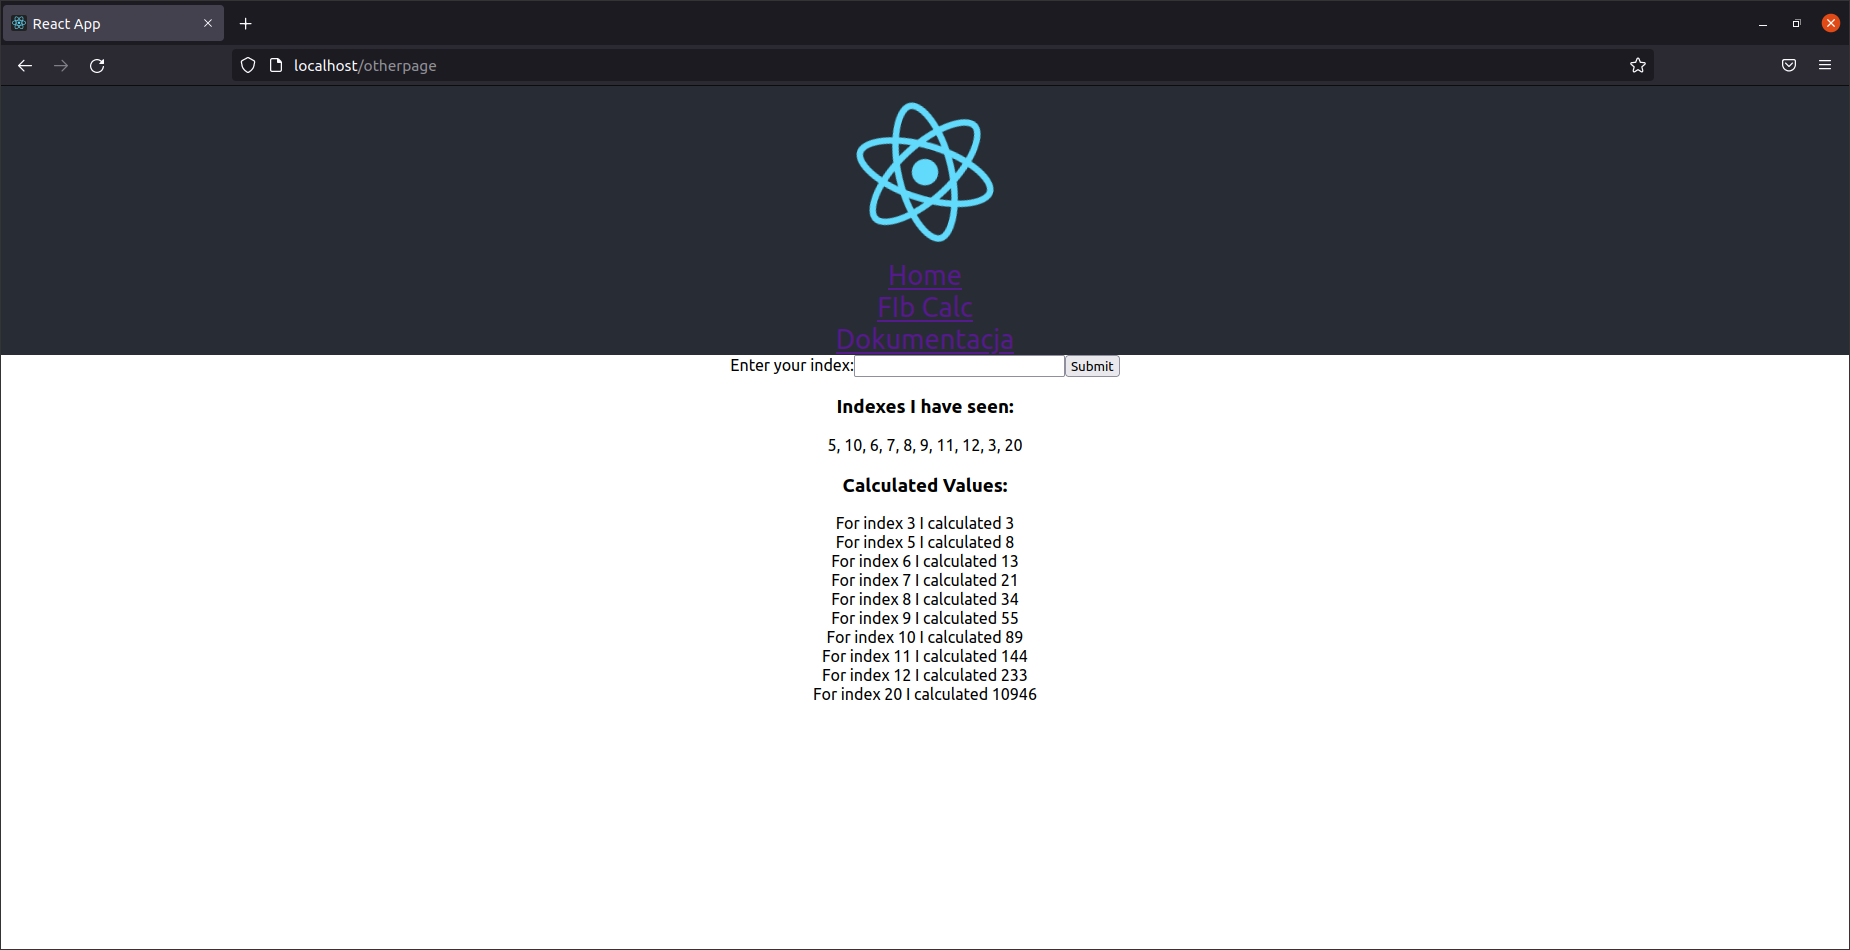 React App
localhost/otherpage
Home
FIb Calc
Dokumentacja
Enter your index: Submit
Indexes I have seen:
5, 10, 6, 7, 8, 9, 11, 12, 3, 20
Calculated Values:
For index 3 I calculated 3
For index 5 I calculated 8
For index 6 I calculated 13
For index 7 I calculated 21
For index 8 I calculated 34
For index 9 I calculated 55
For index 10 I calculated 89
For index 11 I calculated 144
For index 12 I calculated 233
For index 20 I calculated 10946